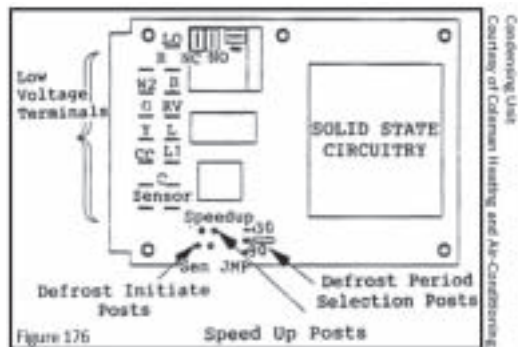 LO
R NC NO
Low
Voltage
Terminals
W2 B
O RV
Y L
CC L1
C
Sensor
SOLID STATE
CIRCUITRY
Speedup
30
90
Sen JMP
Defrost Initiate
Posts
Defrost Period
Selection Posts
Speed Up Posts
Figure 176
Condensing Unit
Courtesy of Coleman Heating and Air-Conditioning